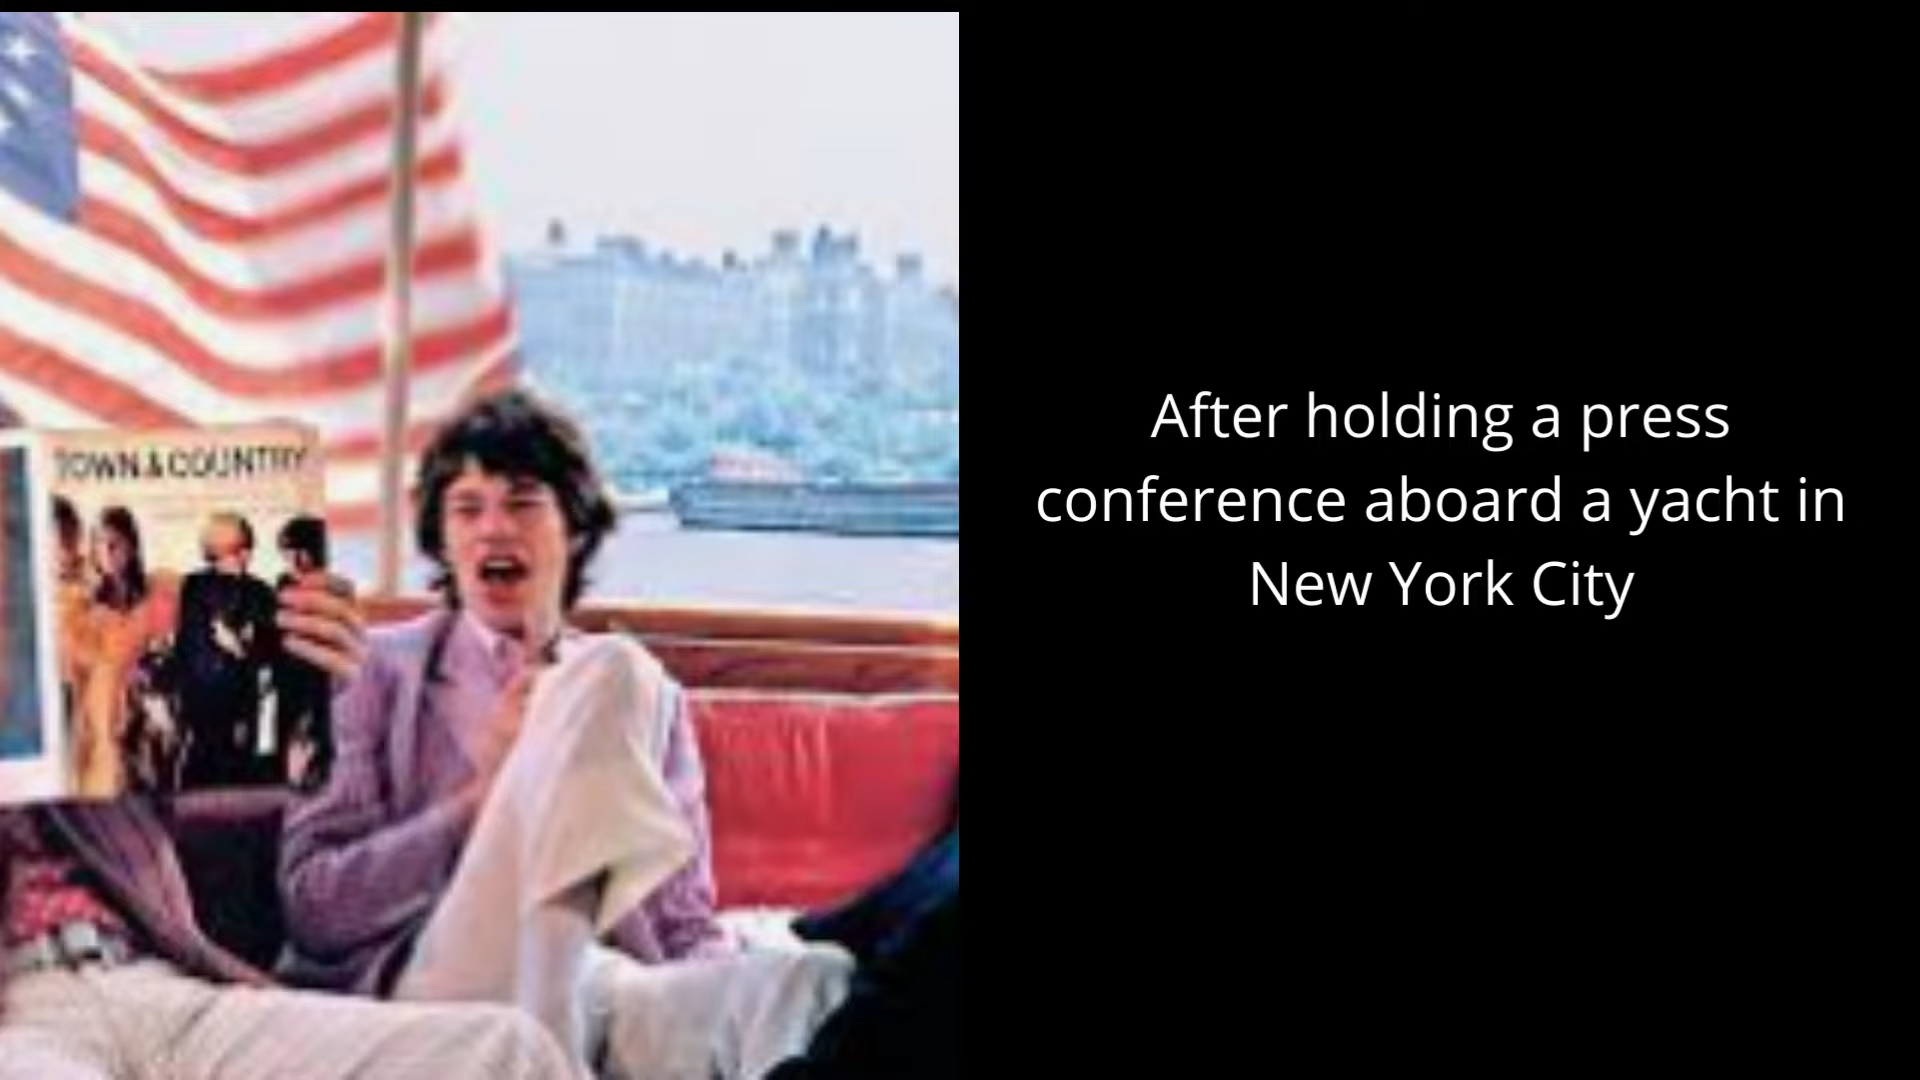 TOWN & COUNTRY
After holding a press
conference aboard a yacht in
New York City